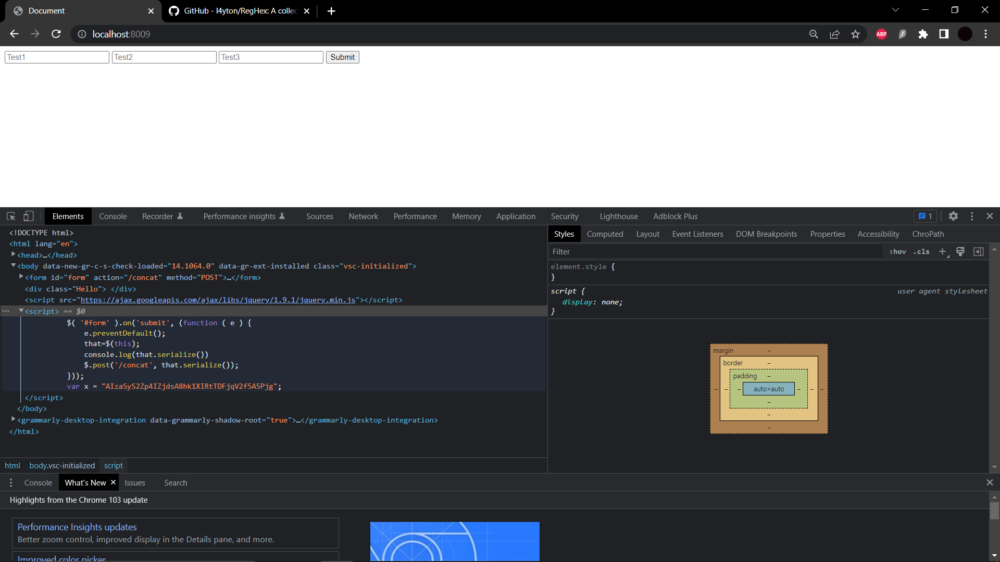 Document
GitHub - l4yton/RegHex: A collec
localhost:8009
ABP
Test1 Test2 Test3 Submit
Elements Console Recorder Performance insights Sources Network Performance Memory Application Security Lighthouse Adblock Plus 1
<!DOCTYPE html>
<html lang="en">
<head>…</head>
<body data-new-gr-c-s-check-loaded="14.1064.0" data-gr-ext-installed class="vsc-initialized">
<form id="form" action="/concat" method="POST">…</form>
<div class="Hello"> </div>
<script src="https://ajax.googleapis.com/ajax/libs/jquery/1.9.1/jquery.min.js"></script>
<script> == $0
$( '#form' ).on('submit', (function ( e ) {
e.preventDefault();
that=$(this);
console.log(that.serialize())
$.post('/concat', that.serialize());
}));
var x = "AIzaSyS2Zp4IZjdsA8hk1XIRtTDFjqV2f5A5Pjg";
</script>
</body>
<grammarly-desktop-integration data-grammarly-shadow-root="true">…</grammarly-desktop-integration>
</html>
html body.vsc-initialized script
Styles Computed Layout Event Listeners DOM Breakpoints Properties Accessibility ChroPath
Filter :hov .cls
element.style {
}
script { user agent stylesheet
display: none;
}
margin –
border –
padding –
– – – auto×auto – – –
–
–
–
Console What's New Issues Search
Highlights from the Chrome 103 update
Performance Insights updates
Better zoom control, improved display in the Details pane, and more.
Improved color picker